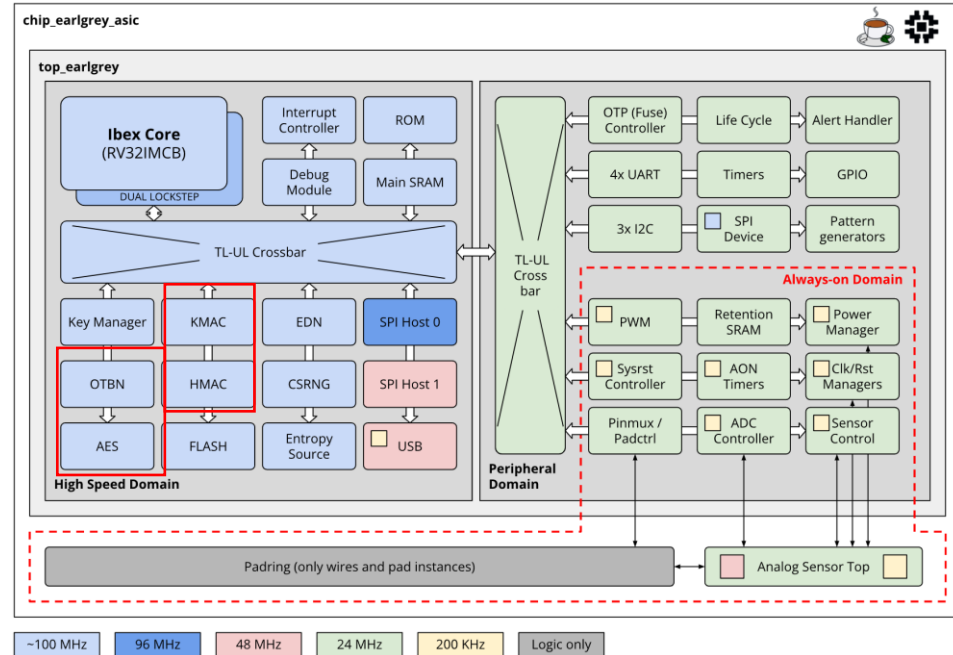 chip_earlgrey_asic
top_earlgrey
Ibex Core
(RV32IMCB)
DUAL LOCKSTEP
Interrupt
Controller
ROM
Debug
Module
Main SRAM
TL-UL Crossbar
Key Manager
KMAC
EDN
SPI Host 0
OTBN
HMAC
CSRNG
SPI Host 1
AES
FLASH
Entropy
Source
USB
High Speed Domain
TL-UL
Cross
bar
OTP (Fuse)
Controller
Life Cycle
Alert Handler
4x UART
Timers
GPIO
3x I2C
SPI
Device
Pattern
generators
Always-on Domain
PWM
Retention
SRAM
Power
Manager
Sysrst
Controller
AON
Timers
Clk/Rst
Managers
Pinmux /
Padctrl
ADC
Controller
Sensor
Control
Peripheral
Domain
Padring (only wires and pad instances)
Analog Sensor Top
~100 MHz
96 MHz
48 MHz
24 MHz
200 KHz
Logic only